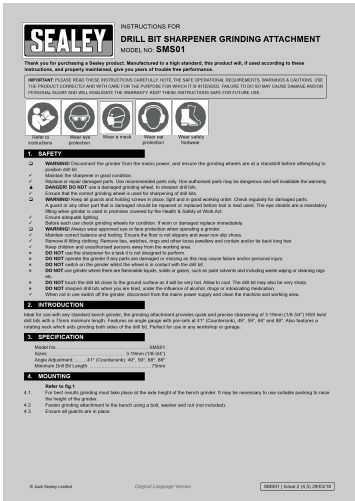 SEALEY
INSTRUCTIONS FOR
DRILL BIT SHARPENER GRINDING ATTACHMENT
MODEL NO: SMS01
Thank you for purchasing a Sealey product. Manufactured to a high standard, this product will, if used according to these
instructions, and properly maintained, give you years of trouble free performance.
IMPORTANT: PLEASE READ THESE INSTRUCTIONS CAREFULLY. NOTE THE SAFE OPERATIONAL REQUIREMENTS, WARNINGS & CAUTIONS. USE
THE PRODUCT CORRECTLY AND WITH CARE FOR THE PURPOSE FOR WHICH IT IS INTENDED. FAILURE TO DO SO MAY CAUSE DAMAGE AND/OR
PERSONAL INJURY AND WILL INVALIDATE THE WARRANTY. KEEP THESE INSTRUCTIONS SAFE FOR FUTURE USE.
Refer to instructions
Wear eye protection
Wear a mask
Wear ear protection
Wear safety footwear
1. SAFETY
❏ WARNING! Disconnect the grinder from the mains power, and ensure the grinding wheels are at a standstill before attempting to
position drill bit.
✓ Maintain the sharpener in good condition.
✓ Replace or repair damaged parts. Use recommended parts only. Non-authorised parts may be dangerous and will invalidate the warranty.
▲ DANGER! DO NOT use a damaged grinding wheel, to sharpen drill bits.
✓ Ensure that the correct grinding wheel is used for sharpening of drill bits.
❏ WARNING! Keep all guards and holding screws in place, tight and in good working order. Check regularly for damaged parts.
A guard or any other part that is damaged should be repaired or replaced before tool is next used. The eye shields are a mandatory
fitting when grinder is used in premises covered by the Health & Safety at Work Act.
✓ Ensure adequate lighting.
✓ Before each use check grinding wheels for condition. If worn or damaged replace immediately.
❏ WARNING! Always wear approved eye or face protection when operating a grinder.
✓ Maintain correct balance and footing. Ensure the floor is not slippery and wear non-slip shoes.
✓ Remove ill fitting clothing. Remove ties, watches, rings and other loose jewellery and contain and/or tie back long hair
✓ Keep children and unauthorised persons away from the working area.
✗ DO NOT use the sharpener for a task it is not designed to perform.
✗ DO NOT operate the grinder if any parts are damaged or missing as this may cause failure and/or personal injury.
✗ DO NOT switch on the grinder whilst the wheel is in contact with the drill bit.
✗ DO NOT use grinder where there are flammable liquids, solids or gases, such as paint solvents and including waste wiping or cleaning rags
etc.
✗ DO NOT touch the drill bit close to the ground surface as it will be very hot. Allow to cool. The drill bit may also be very sharp.
✗ DO NOT sharpen drill bits when you are tired, under the influence of alcohol, drugs or intoxicating medication.
✓ When not in use switch off the grinder, disconnect from the mains power supply and clean the machine and working area.
2. INTRODUCTION
Ideal for use with any standard bench grinder, the grinding attachment provides quick and precise sharpening of 3-19mm (1/8-3/4") HSS twist
drill bits with a 75mm minimum length. Features an angle gauge with pre-sets at 41° (Countersink), 49°, 59°, 68° and 88°. Also features a
rotating neck which aids grinding both sides of the drill bit. Perfect for use in any workshop or garage.
3. SPECIFICATION
Model No:............................................................SMS01
Sizes:..............................................3-19mm (1/8-3/4")
Angle Adjustment:.........41° (Countersink), 49°, 59°, 68°, 88°
Minimum Drill Bit Length:.......................................75mm
4. MOUNTING
Refer to fig.1
4.1. For best results grinding must take place at the axle height of the bench grinder. It may be necessary to use suitable packing to raise
the height of the grinder.
4.2. Fasten grinding attachment to the bench using a bolt, washer and nut (not included).
4.3. Ensure all guards are in place.
© Jack Sealey Limited
Original Language Version
SMS01 | Issue 2 (4,5) 28/03/18